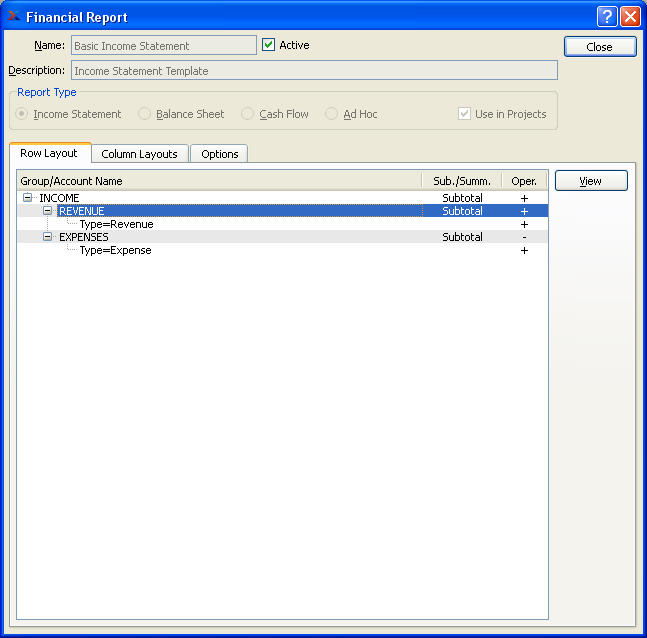 Financial Report
Name: Basic Income Statement Active Close
Description: Income Statement Template
Report Type
Income Statement Balance Sheet Cash Flow Ad Hoc Use in Projects
Row Layout Column Layouts Options
Group/Account Name Sub./Summ. Oper. View
INCOME Subtotal +
REVENUE Subtotal +
Type=Revenue +
EXPENSES Subtotal -
Type=Expense +